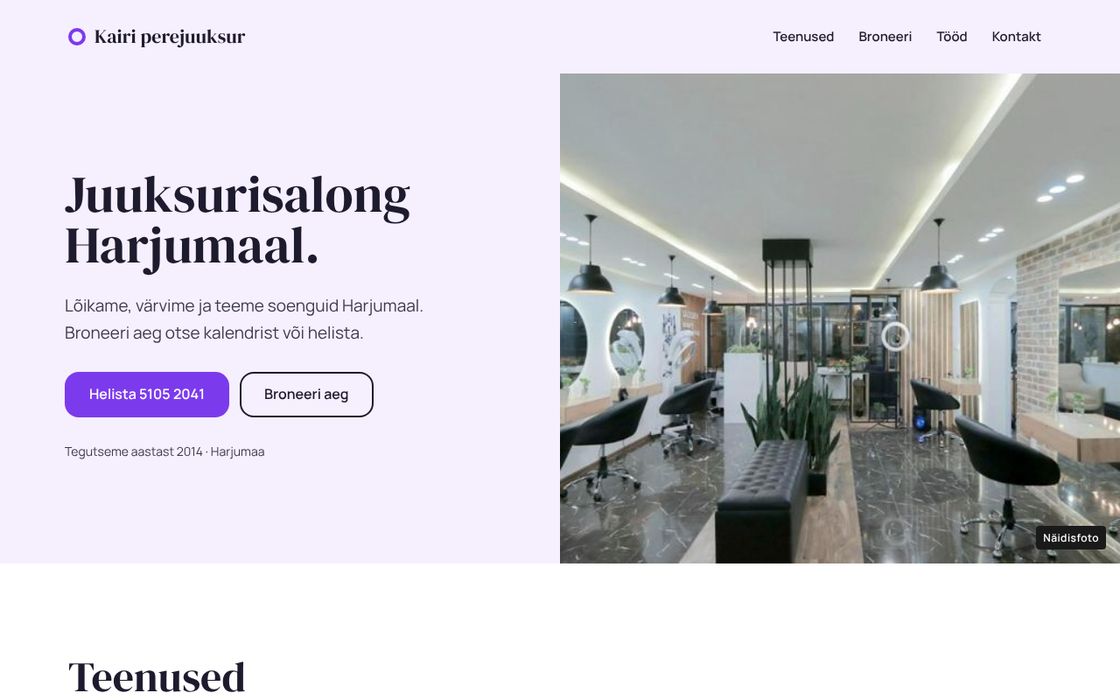 Kairi perejuuksur
Teenused Broneeri Tööd Kontakt
Juuksurisalong
Harjumaal.
Lõikame, värvime ja teeme soenguid Harjumaal.
Broneeri aeg otse kalendrist või helista.
Helista 5105 2041
Broneeri aeg
Tegutseme aastast 2014 · Harjumaa
Näidisfoto
Teenused